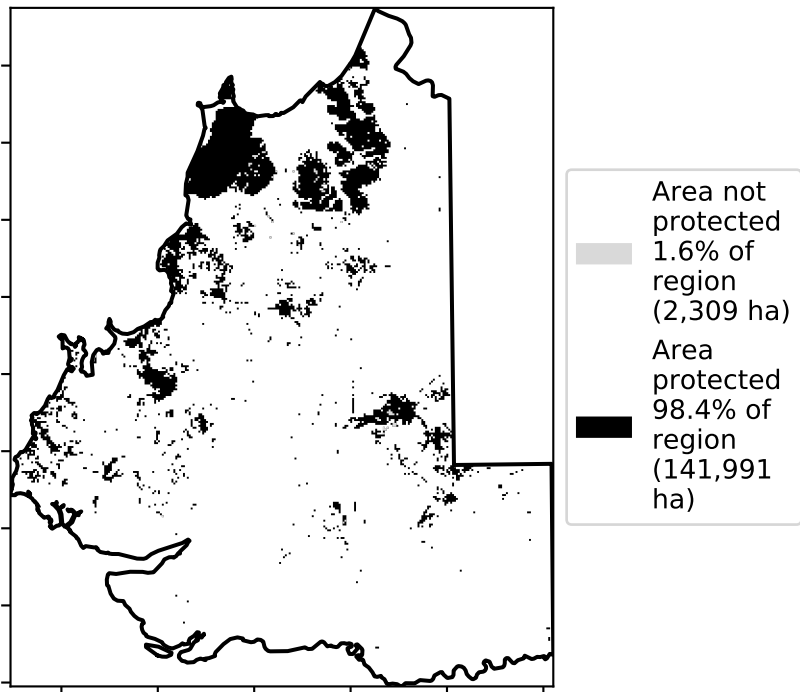 Area not
protected
1.6% of
region
(2,309 ha)
Area
protected
98.4% of
region
(141,991
ha)